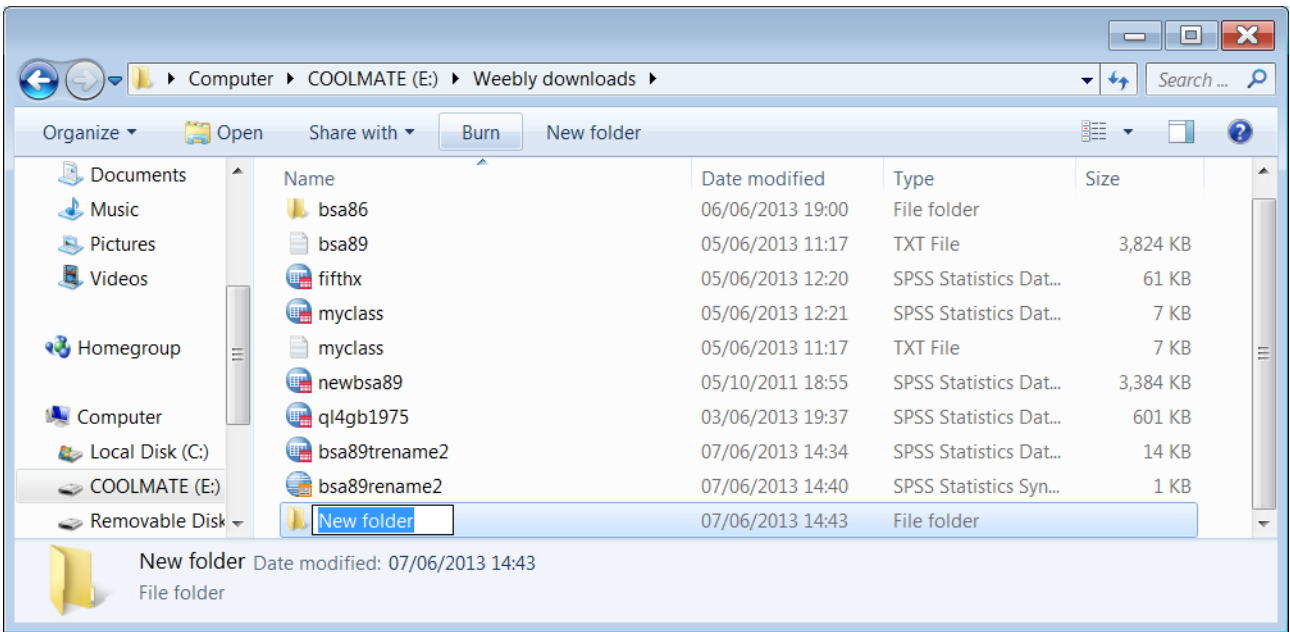 Computer COOLMATE (E:) Weebly downloads Search ...
Organize Open Share with Burn New folder
Documents
Music
Pictures
Videos
Homegroup
Computer
Local Disk (C:)
COOLMATE (E:)
Removable Disk
Name Date modified Type Size
bsa86 06/06/2013 19:00 File folder
bsa89 05/06/2013 11:17 TXT File 3,824 KB
fifthx 05/06/2013 12:20 SPSS Statistics Dat... 61 KB
myclass 05/06/2013 12:21 SPSS Statistics Dat... 7 KB
myclass 05/06/2013 11:17 TXT File 7 KB
newbsa89 05/10/2011 18:55 SPSS Statistics Dat... 3,384 KB
ql4gb1975 03/06/2013 19:37 SPSS Statistics Dat... 601 KB
bsa89trename2 07/06/2013 14:34 SPSS Statistics Dat... 14 KB
bsa89rename2 07/06/2013 14:40 SPSS Statistics Syn... 1 KB
New folder 07/06/2013 14:43 File folder
New folder Date modified: 07/06/2013 14:43
File folder